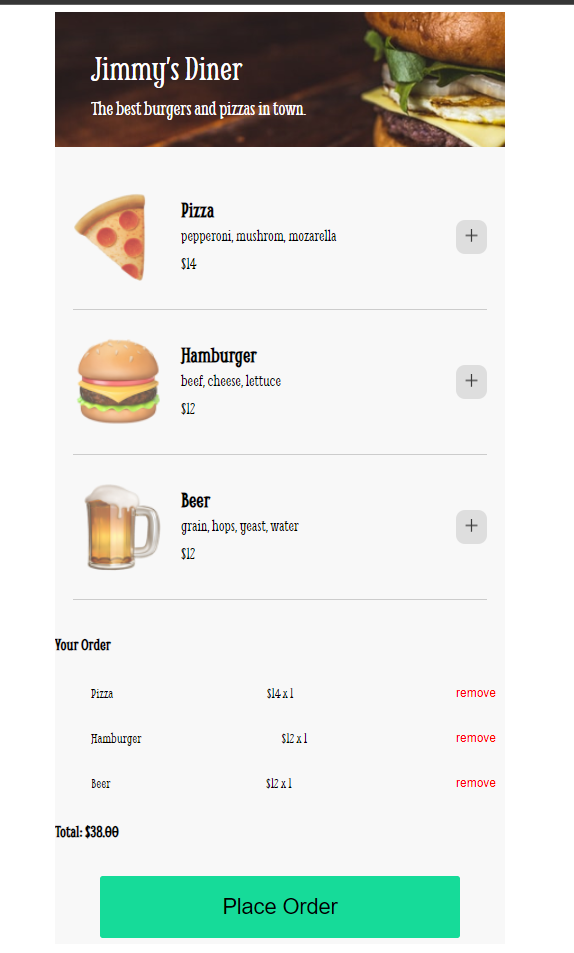 Jimmy's Diner
The best burgers and pizzas in town.
Pizza
pepperoni, mushrom, mozarella
$14
+
Hamburger
beef, cheese, lettuce
$12
+
Beer
grain, hops, yeast, water
$12
+
Your Order
Pizza $14 x 1 remove
Hamburger $12 x 1 remove
Beer $12 x 1 remove
Total: $38.00
Place Order